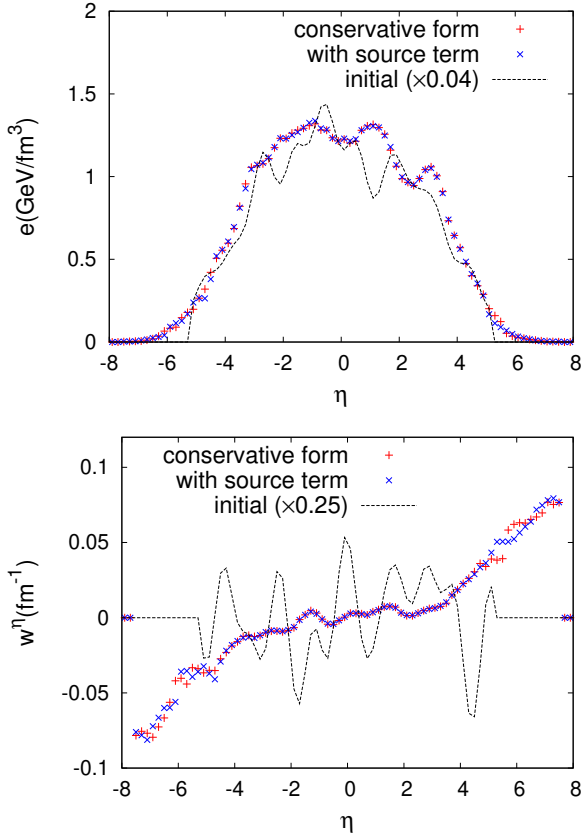 2
1.5
1
0.5
0
e(GeV/fm³)
conservative form
with source term
initial (×0.04)
-8 -6 -4 -2 0 2 4 6 8
η
0.1
0.05
0
-0.05
-0.1
w^η(fm⁻¹)
conservative form
with source term
initial (×0.25)
-8 -6 -4 -2 0 2 4 6 8
η